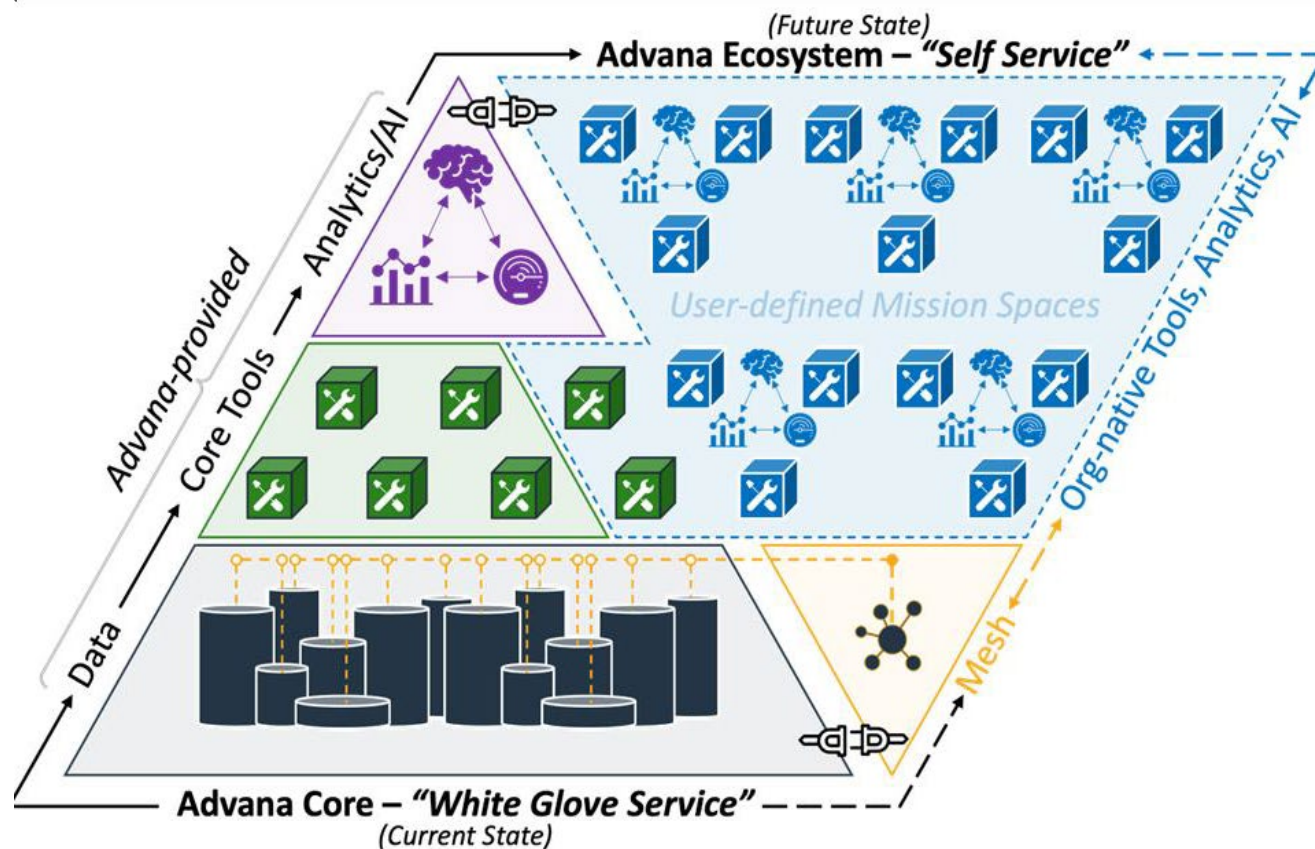 (Future State)
Advana Ecosystem – "Self Service"
Advana-provided
Analytics/AI
Core Tools
Data
User-defined Mission Spaces
Org-native Tools, Analytics, AI
Mesh
Advana Core – "White Glove Service"
(Current State)